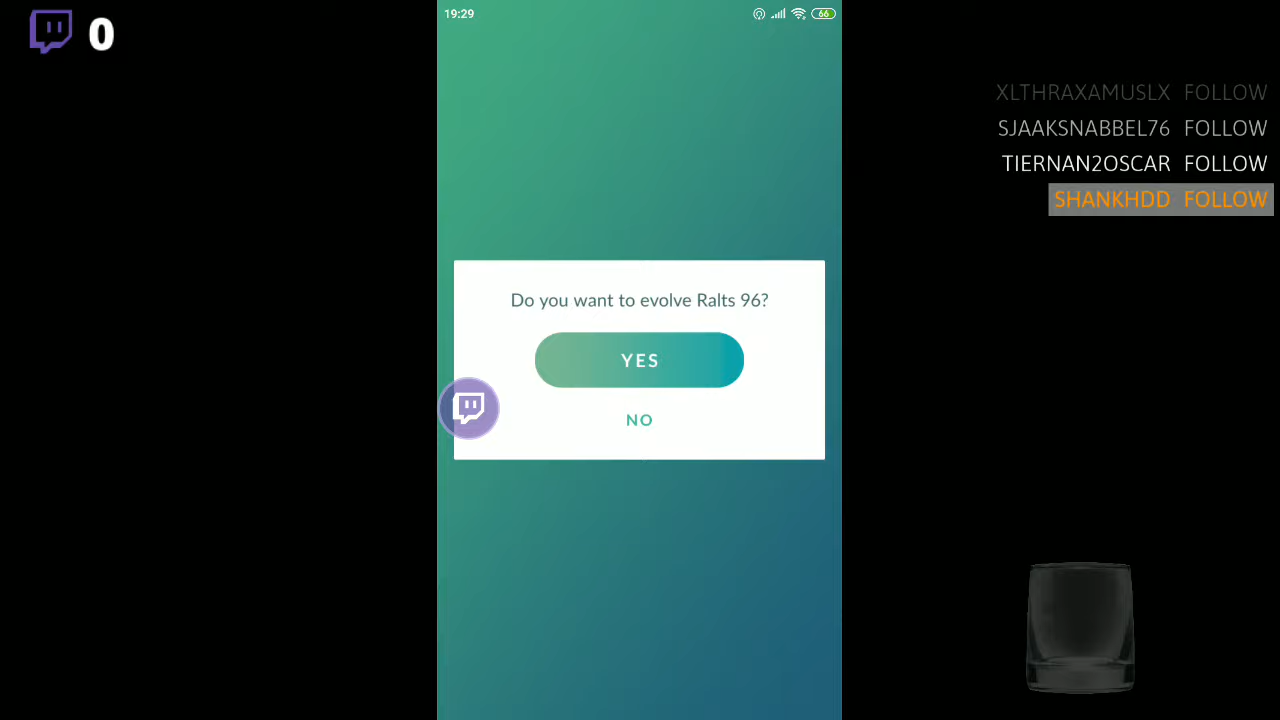 0
19:29
66
XLTHRAXAMUSLX FOLLOW
SJAAKSNABBEL76 FOLLOW
TIERNAN2OSCAR FOLLOW
SHANKHDD FOLLOW
Do you want to evolve Ralts 96?
YES
NO